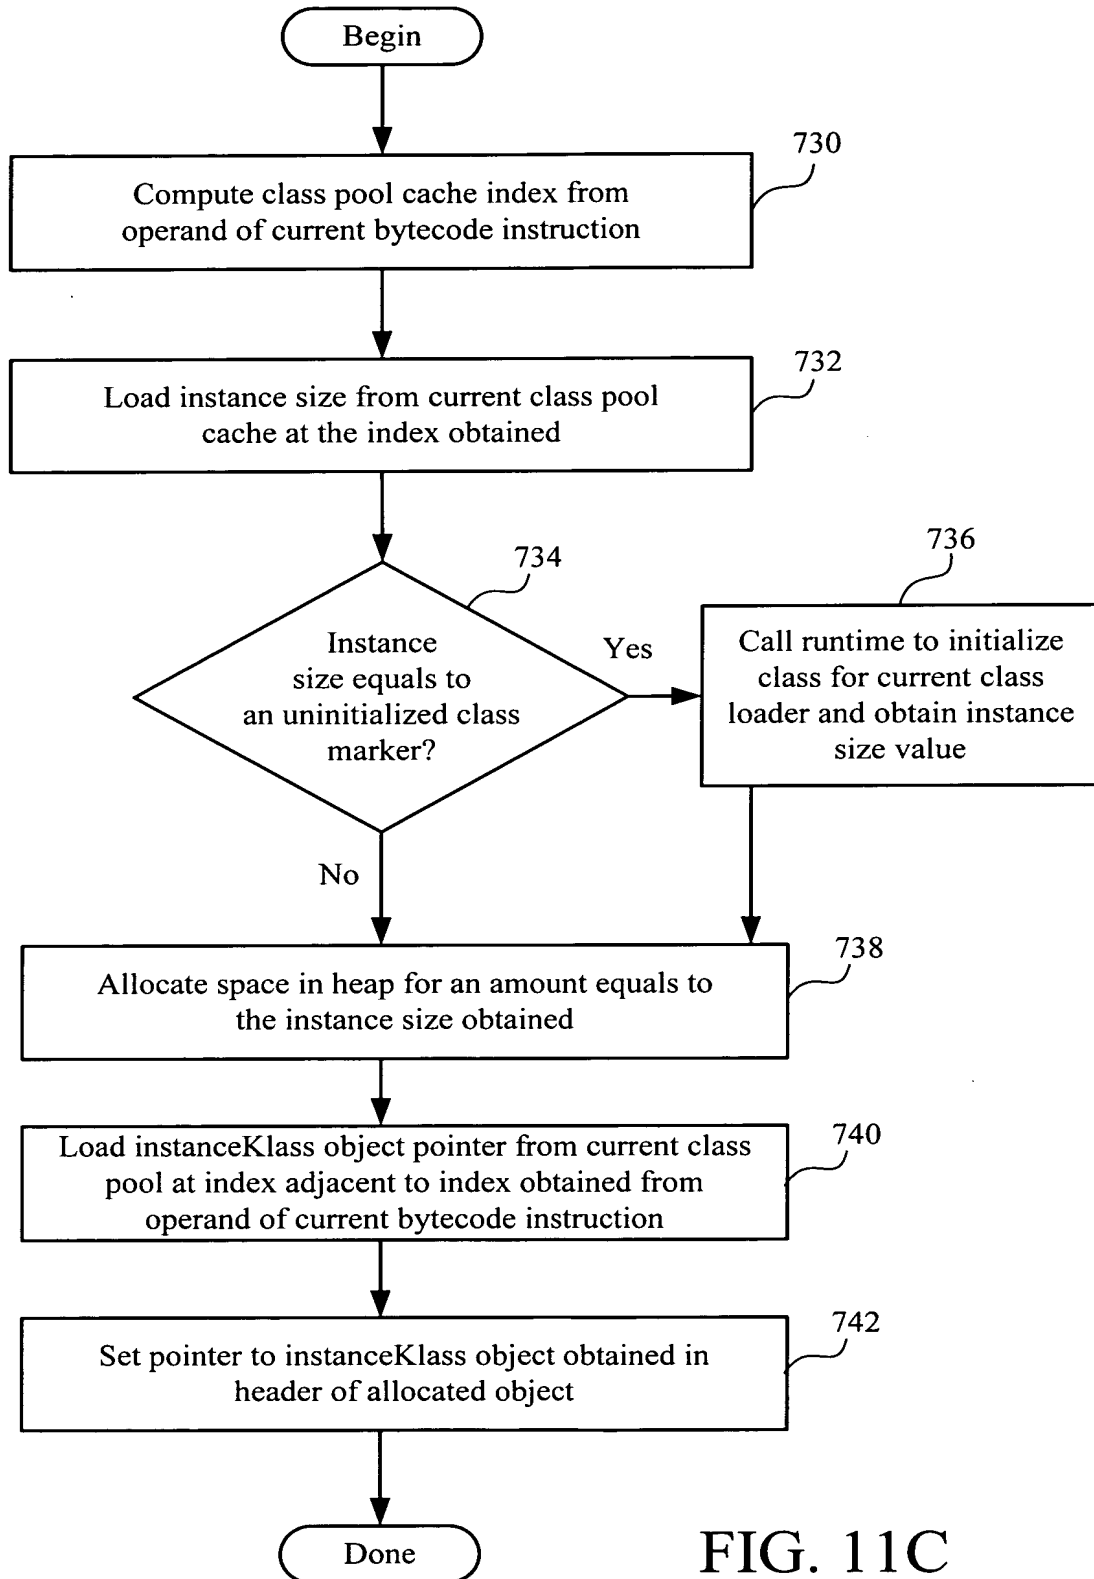 Begin
730
Compute class pool cache index from
operand of current bytecode instruction
732
Load instance size from current class pool
cache at the index obtained
734
Instance
size equals to
an uninitialized class
marker?
Yes
736
Call runtime to initialize
class for current class
loader and obtain instance
size value
No
738
Allocate space in heap for an amount equals to
the instance size obtained
740
Load instanceKlass object pointer from current class
pool at index adjacent to index obtained from
operand of current bytecode instruction
742
Set pointer to instanceKlass object obtained in
header of allocated object
Done
FIG. 11C